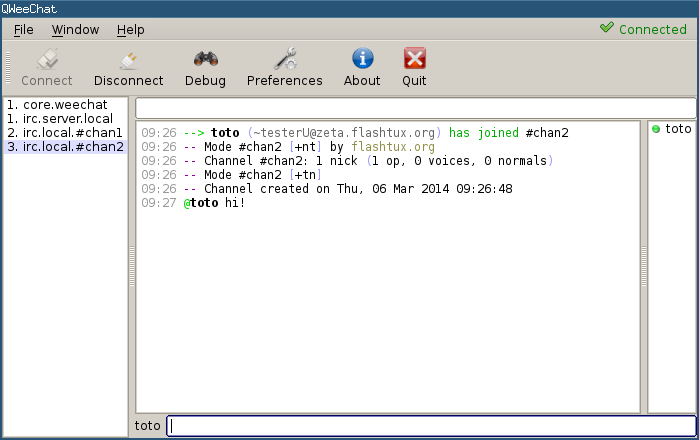 QWeeChat
File Window Help
Connected
Connect Disconnect Debug Preferences About Quit
1. core.weechat
1. irc.server.local
2. irc.local.#chan1
3. irc.local.#chan2
09:26 --> toto (~testerU@zeta.flashtux.org) has joined #chan2
09:26 -- Mode #chan2 [+nt] by flashtux.org
09:26 -- Channel #chan2: 1 nick (1 op, 0 voices, 0 normals)
09:26 -- Mode #chan2 [+tn]
09:26 -- Channel created on Thu, 06 Mar 2014 09:26:48
09:27 @toto hi!
toto
toto